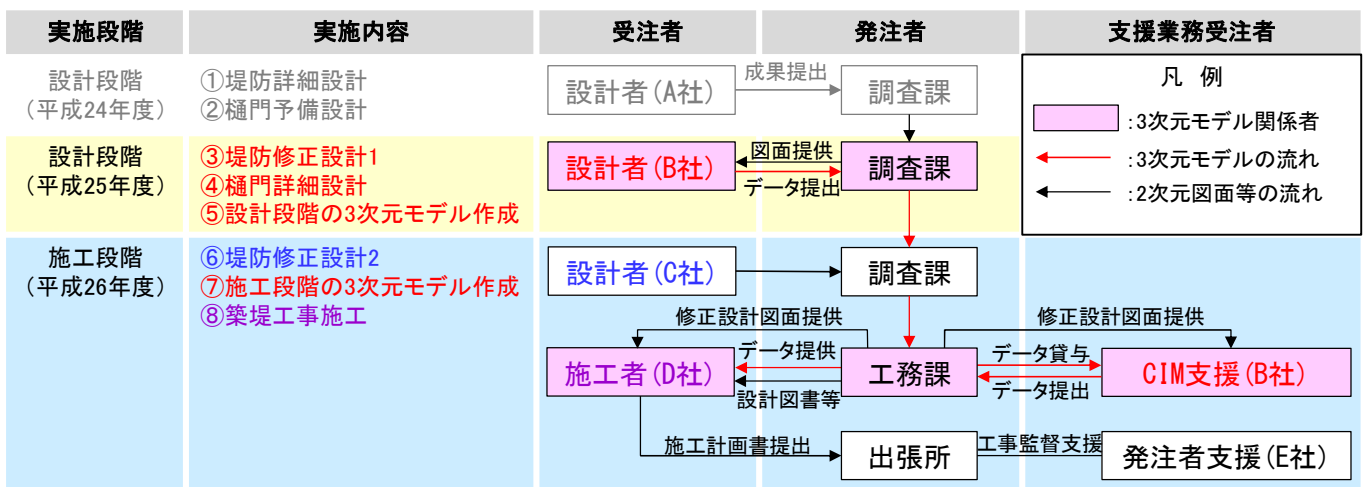 実施段階
実施内容
受注者
発注者
支援業務受注者
設計段階
(平成24年度)
①堤防詳細設計
②樋門予備設計
設計者(A社)
成果提出
調査課
凡 例
:3次元モデル関係者
:3次元モデルの流れ
:2次元図面等の流れ
設計段階
(平成25年度)
③堤防修正設計1
④樋門詳細設計
⑤設計段階の3次元モデル作成
設計者(B社)
図面提供
データ提出
調査課
施工段階
(平成26年度)
⑥堤防修正設計2
⑦施工段階の3次元モデル作成
⑧築堤工事施工
設計者(C社)
調査課
修正設計図面提供
修正設計図面提供
施工者(D社)
データ提供
設計図書等
工務課
データ貸与
データ提出
CIM支援(B社)
施工計画書提出
出張所
工事監督支援
発注者支援(E社)